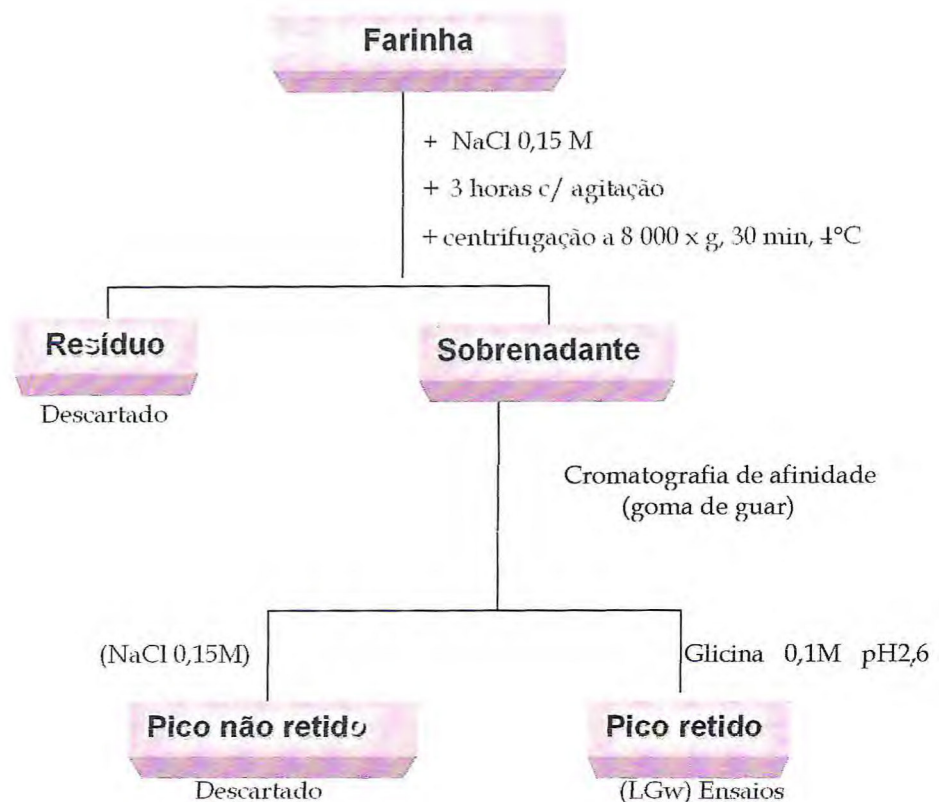 Farinha
+ NaCl 0,15 M
+ 3 horas c/ agitação
+ centrifugação a 8 000 x g, 30 min, 4°C
Resíduo
Descartado
Sobrenadante
Cromatografia de afinidade
(goma de guar)
(NaCl 0,15M)
Glicina 0,1M pH2,6
Pico não retido
Descartado
Pico retido
(LGw) Ensaios